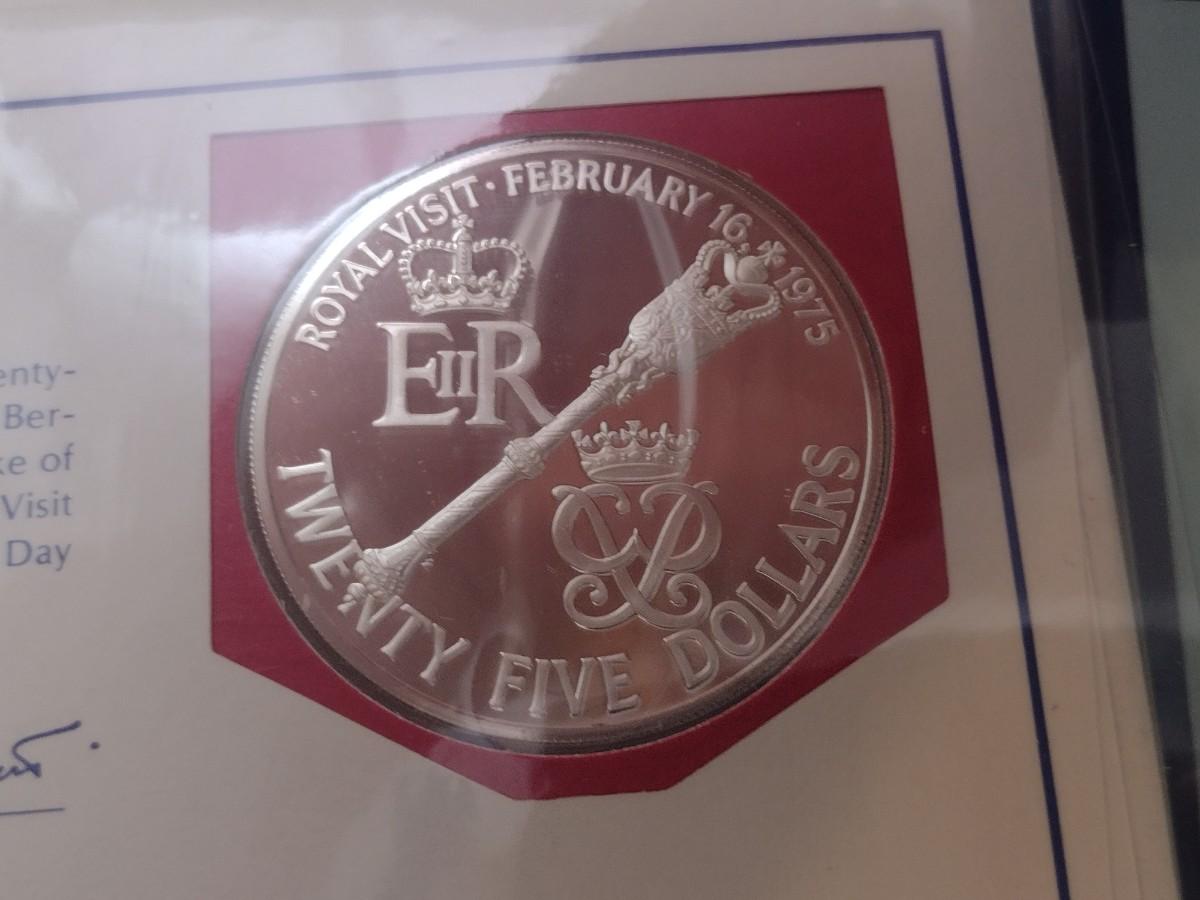 ROYAL VISIT · FEBRUARY 16, 1975
EIIR
TWENTY FIVE DOLLARS
enty-
Ber-
ke of
Visit
Day